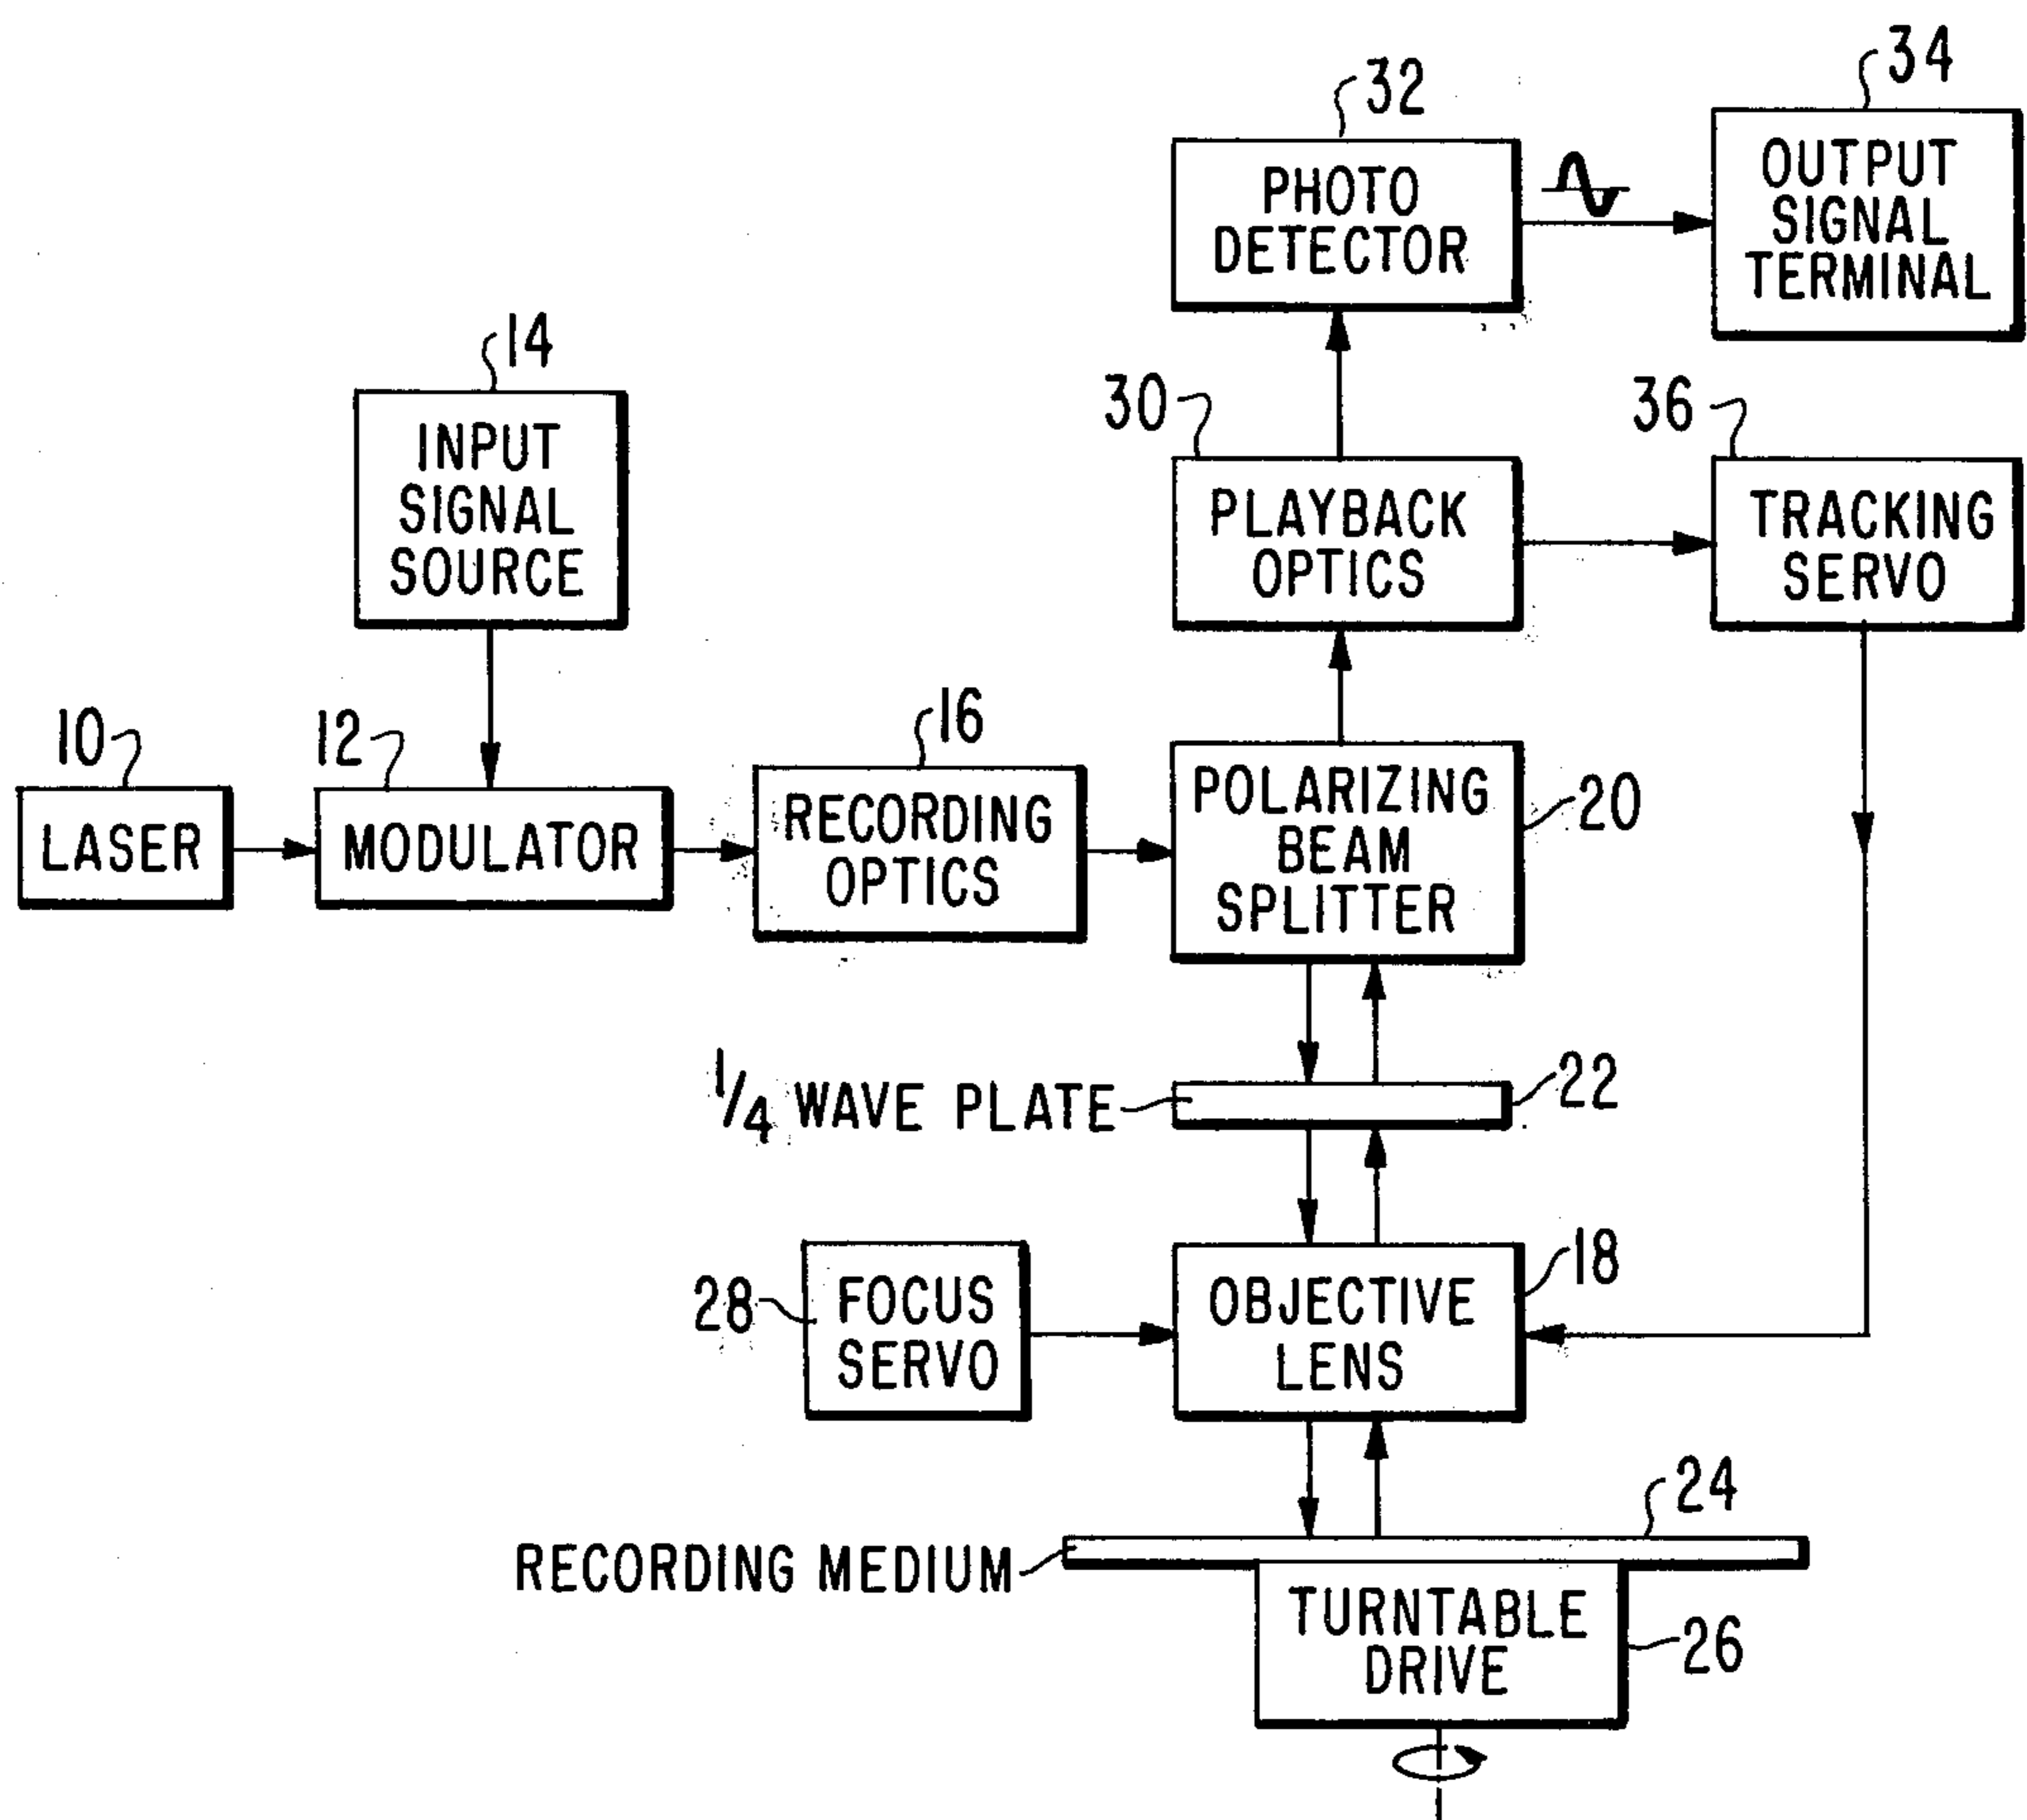 34
32
OUTPUT
SIGNAL
TERMINAL
PHOTO
DETECTOR
14
30
36
INPUT
SIGNAL
SOURCE
PLAYBACK
OPTICS
TRACKING
SERVO
10
12
16
20
LASER
MODULATOR
RECORDING
OPTICS
POLARIZING
BEAM
SPLITTER
1/4 WAVE PLATE
22
28
FOCUS
SERVO
OBJECTIVE
LENS
18
24
RECORDING MEDIUM
TURNTABLE
DRIVE
26